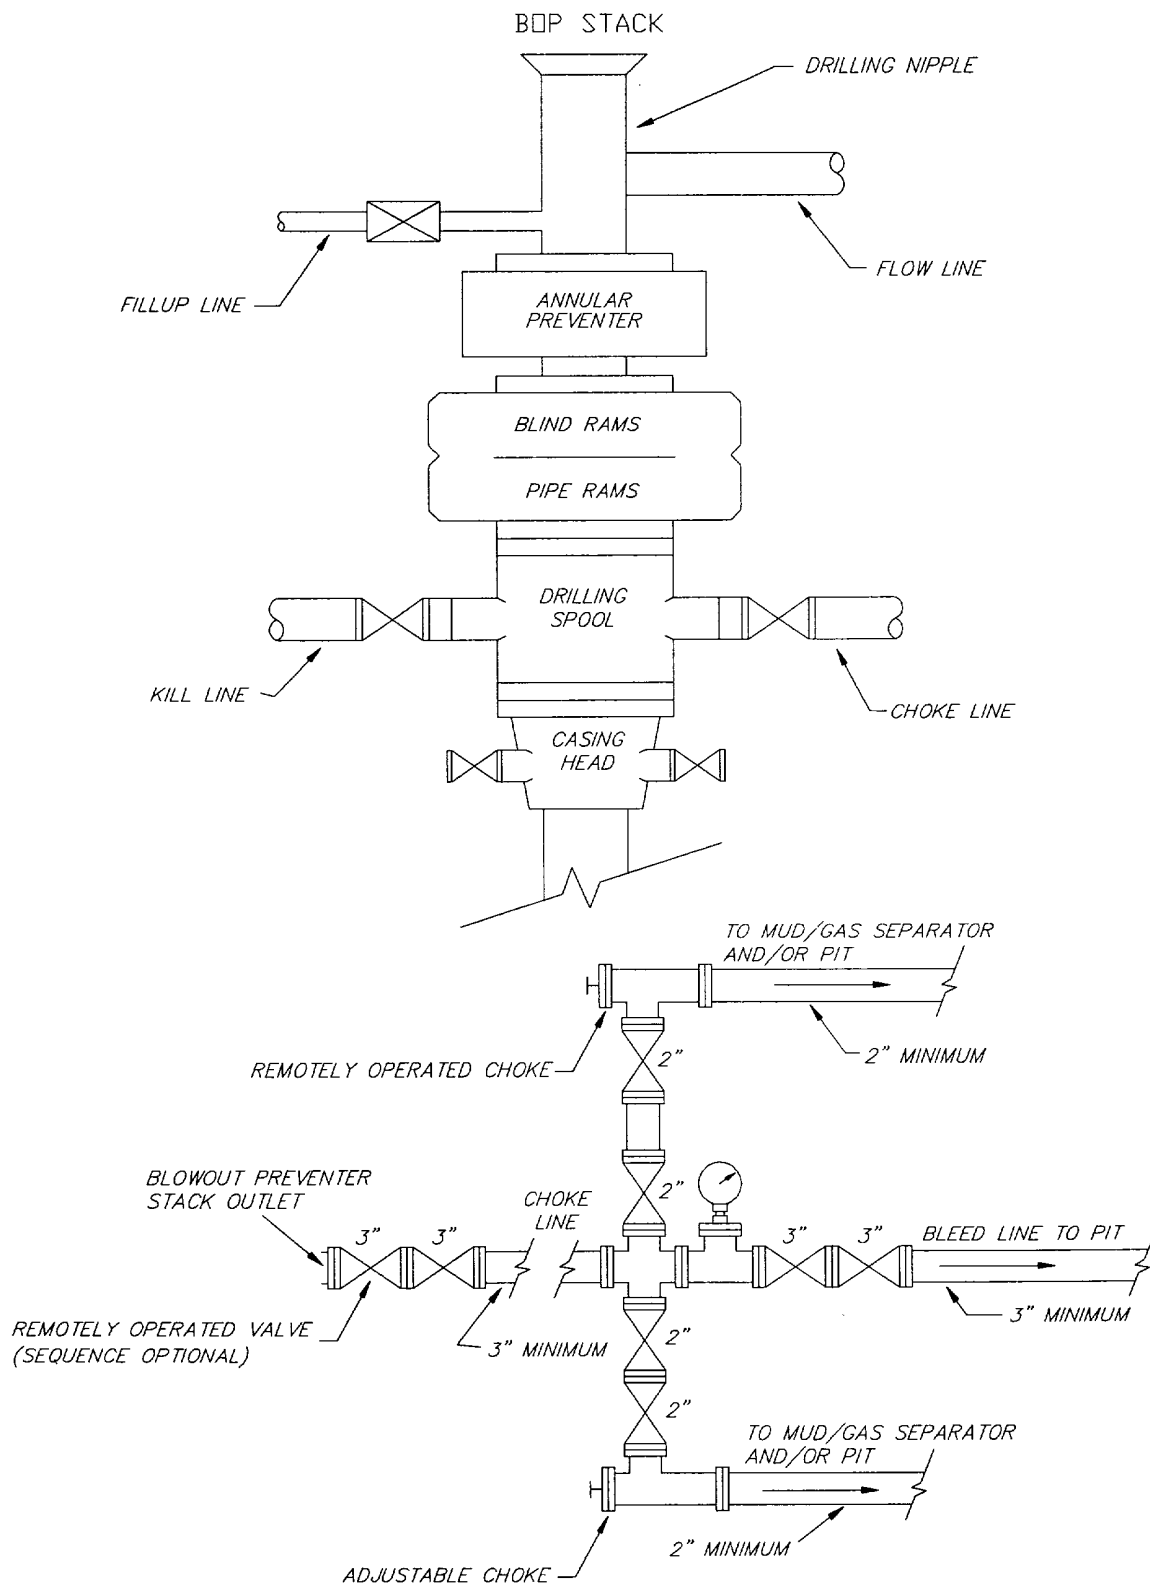 BOP STACK
DRILLING NIPPLE
FLOW LINE
FILLUP LINE
ANNULAR
PREVENTER
BLIND RAMS
PIPE RAMS
DRILLING
SPOOL
KILL LINE
CHOKE LINE
CASING
HEAD
TO MUD/GAS SEPARATOR
AND/OR PIT
2" MINIMUM
REMOTELY OPERATED CHOKE
2"
BLOWOUT PREVENTER
STACK OUTLET
CHOKE
LINE
2"
3" 3"
3" 3"
BLEED LINE TO PIT
REMOTELY OPERATED VALVE
(SEQUENCE OPTIONAL)
3" MINIMUM
3" MINIMUM
2"
2"
TO MUD/GAS SEPARATOR
AND/OR PIT
2" MINIMUM
ADJUSTABLE CHOKE